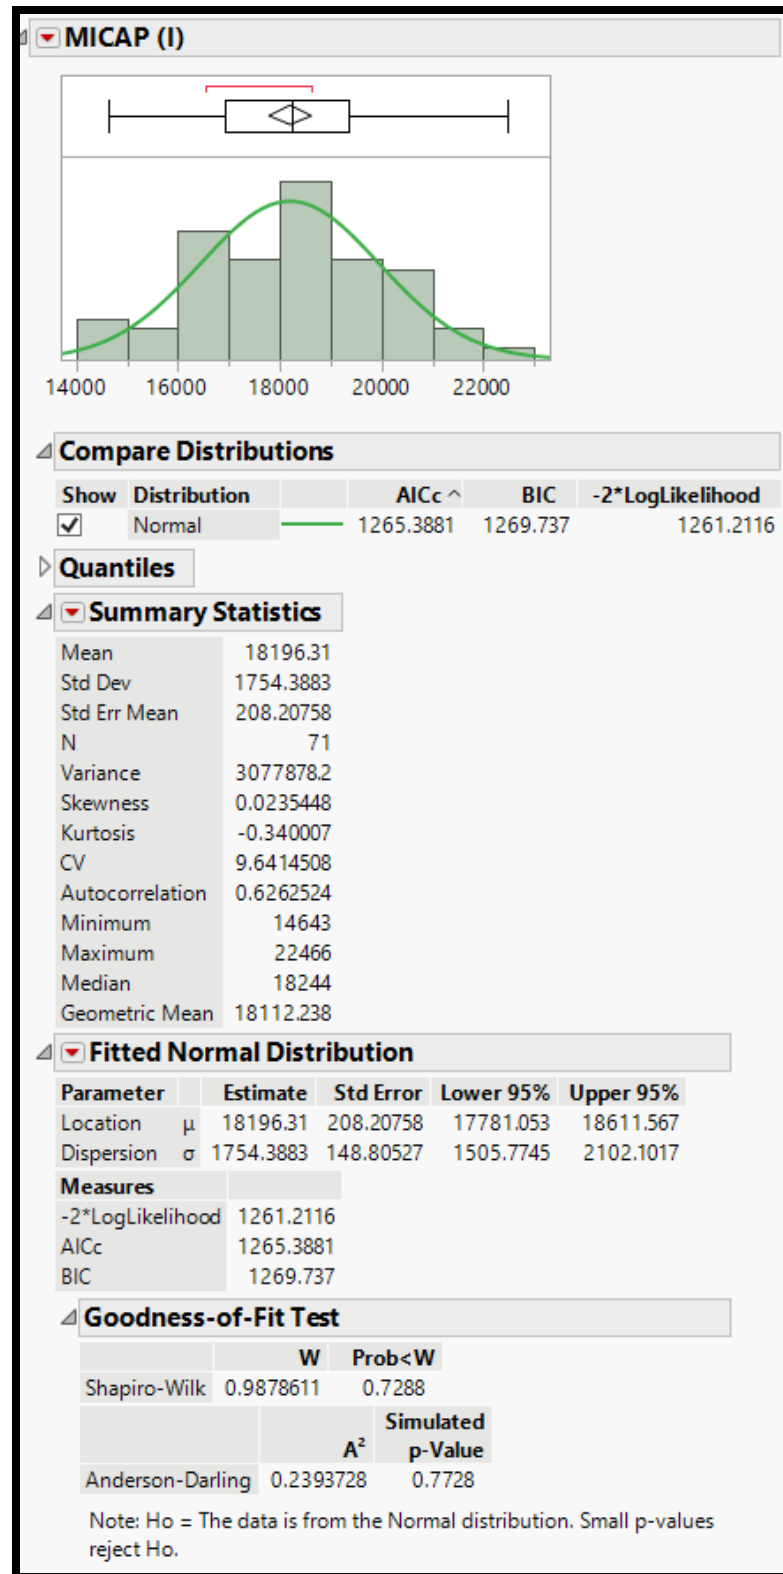 MICAP (I)
14000 16000 18000 20000 22000
Compare Distributions
Show Distribution AICc ^ BIC -2*LogLikelihood
Normal 1265.3881 1269.737 1261.2116
Quantiles
Summary Statistics
Mean 18196.31
Std Dev 1754.3883
Std Err Mean 208.20758
N 71
Variance 3077878.2
Skewness 0.0235448
Kurtosis -0.340007
CV 9.6414508
Autocorrelation 0.6262524
Minimum 14643
Maximum 22466
Median 18244
Geometric Mean 18112.238
Fitted Normal Distribution
Parameter Estimate Std Error Lower 95% Upper 95%
Location μ 18196.31 208.20758 17781.053 18611.567
Dispersion σ 1754.3883 148.80527 1505.7745 2102.1017
Measures
-2*LogLikelihood 1261.2116
AICc 1265.3881
BIC 1269.737
Goodness-of-Fit Test
W Prob<W
Shapiro-Wilk 0.9878611 0.7288
Simulated
A² p-Value
Anderson-Darling 0.2393728 0.7728
Note: Ho = The data is from the Normal distribution. Small p-values
reject Ho.